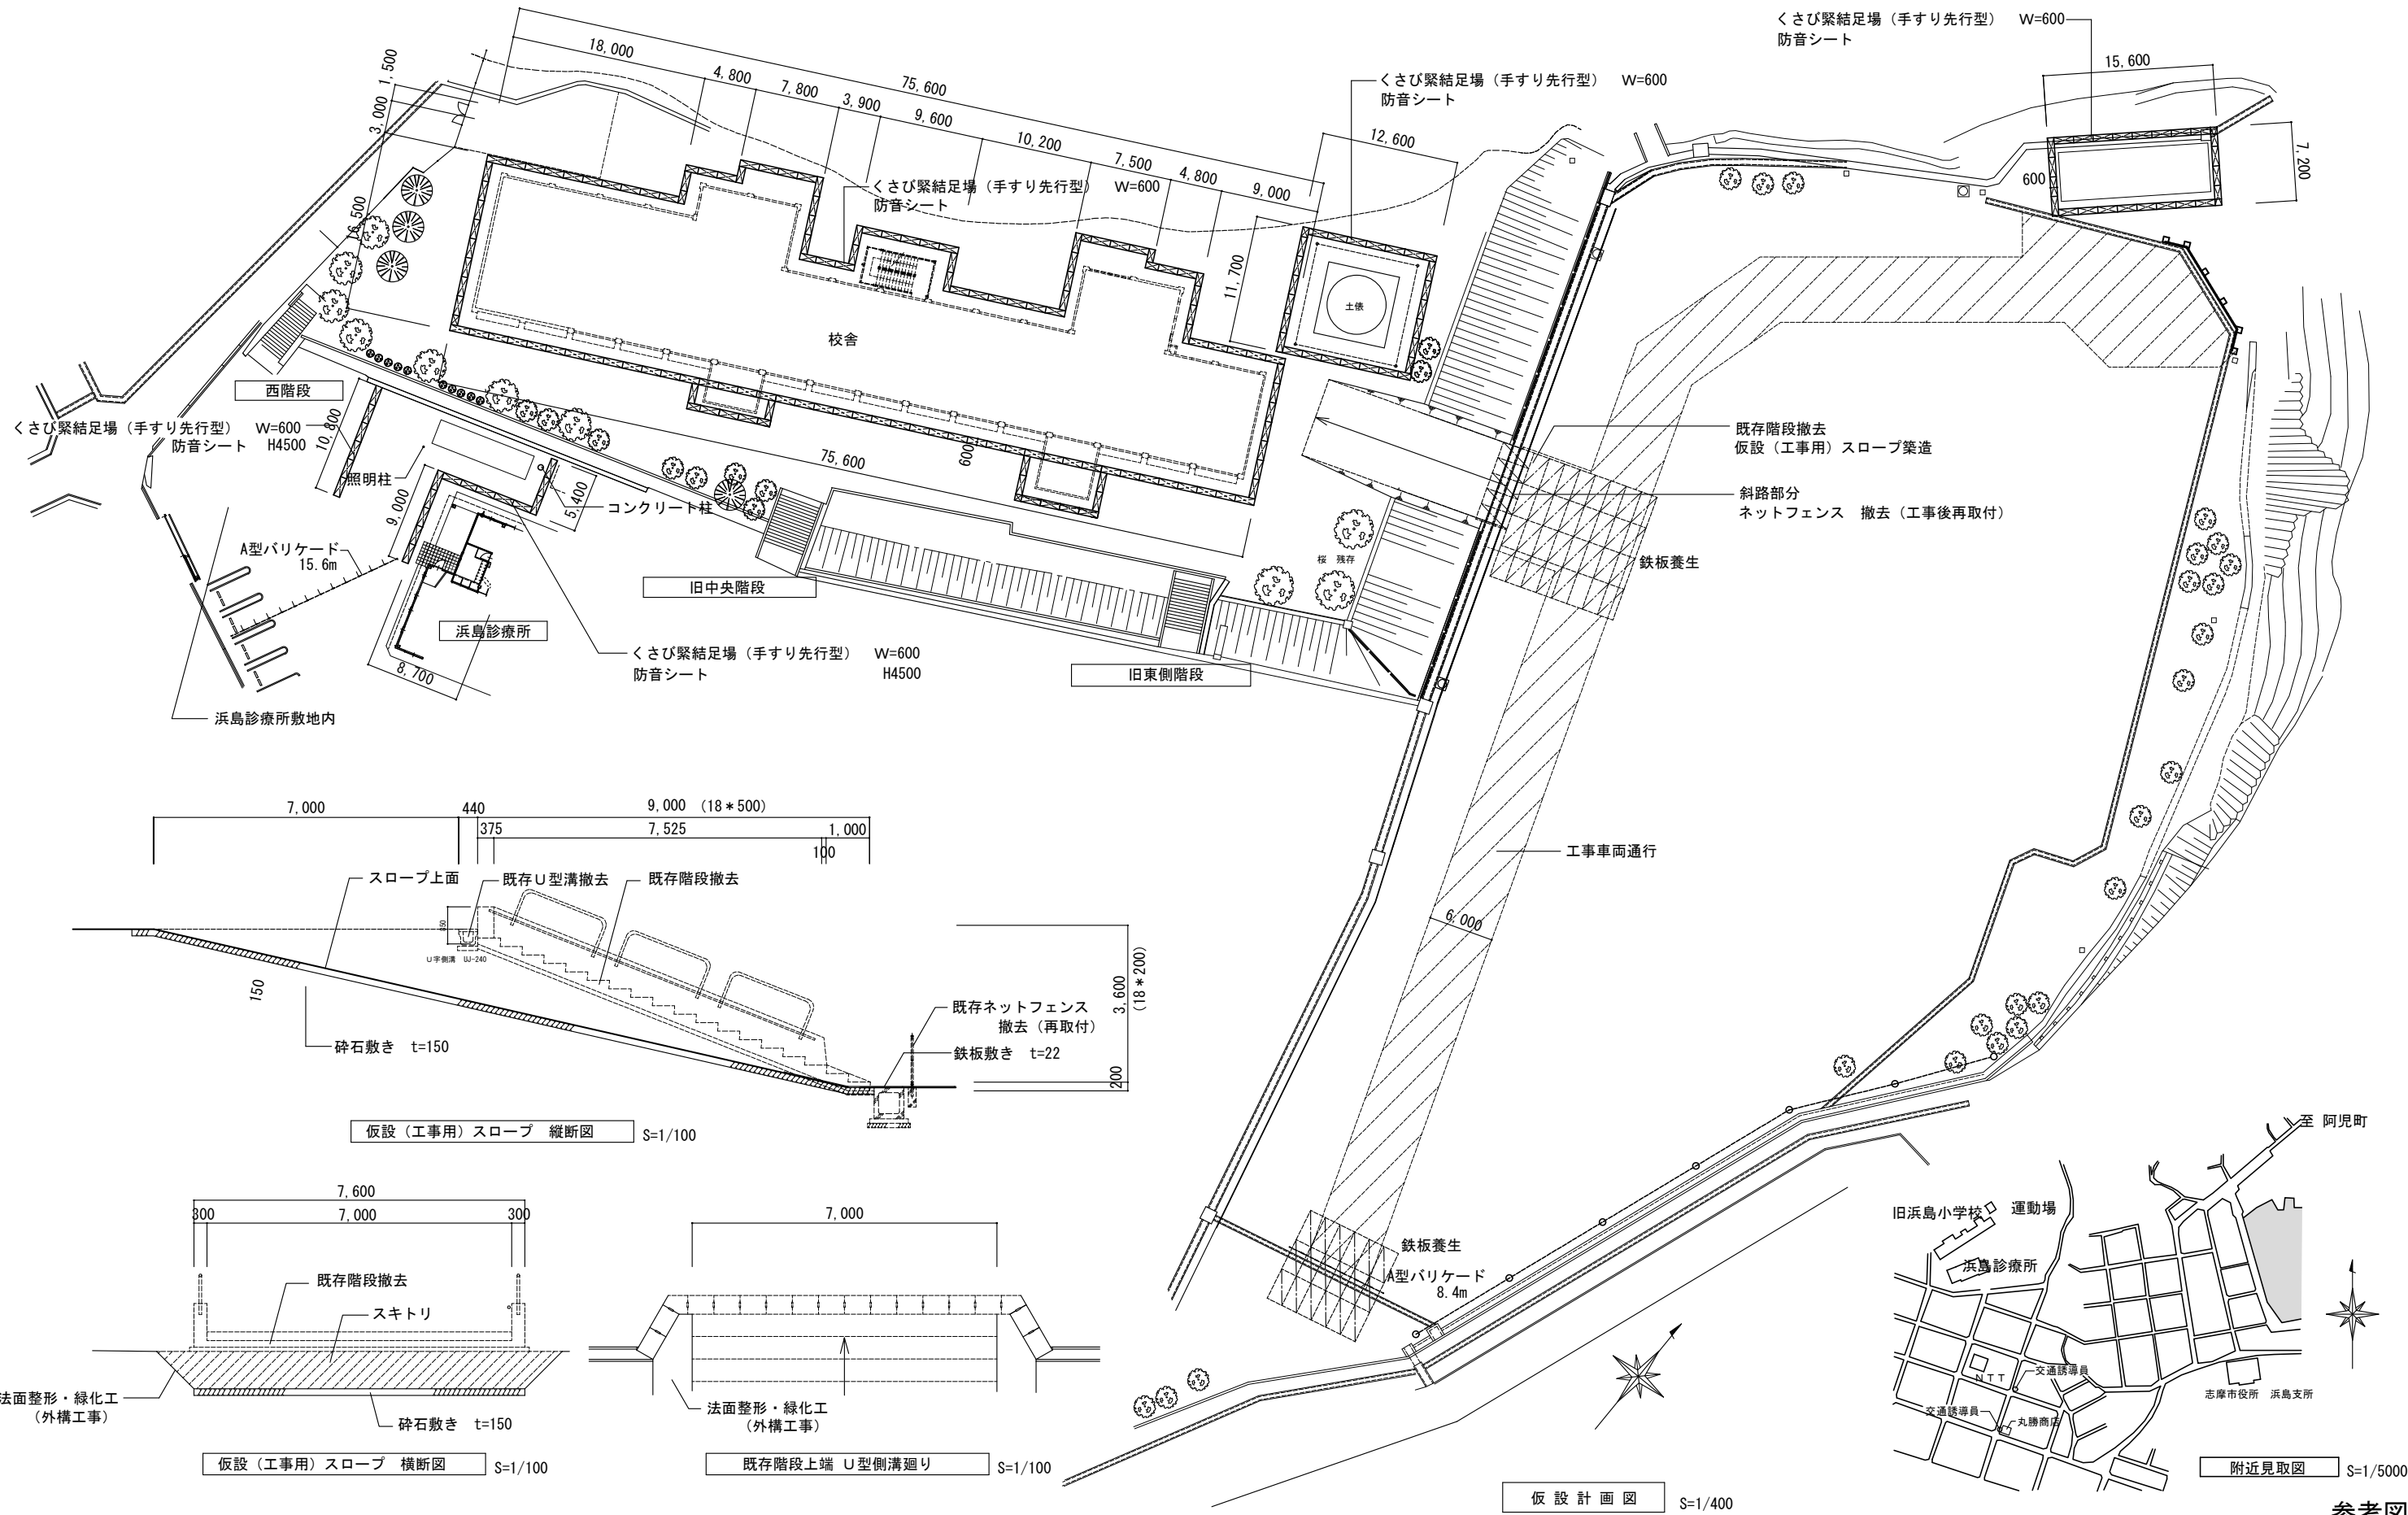 くさび緊結足場（手すり先行型）　W=600
防音シート
15,600
7,200
600
くさび緊結足場（手すり先行型）　W=600
防音シート
12,600
11,700
土俵
75,600
18,000
4,800
7,800
3,900
9,600
10,200
7,500
4,800
9,000
1,500
3,000
くさび緊結足場（手すり先行型）　W=600
防音シート
校舎
600
75,600
西階段
くさび緊結足場（手すり先行型）　W=600
防音シート　H4500
10,800
照明柱
9,000
5,400
コンクリート柱
A型バリケード
15.6m
浜島診療所
8,700
旧中央階段
くさび緊結足場（手すり先行型）　W=600
防音シート　H4500
浜島診療所敷地内
旧東側階段
桜　残存
既存階段撤去
仮設（工事用）スロープ築造
斜路部分
ネットフェンス　撤去（工事後再取付）
鉄板養生
工事車両通行
6,000
鉄板養生
A型バリケード
8.4m
7,000
440
9,000　(18＊500)
375
7,525
100
1,000
スロープ上面
既存Ｕ型溝撤去
既存階段撤去
U字側溝　UJ-240
150
砕石敷き　t=150
既存ネットフェンス
撤去（再取付）
鉄板敷き　t=22
3,600
(18＊200)
200
仮設（工事用）スロープ　縦断図
S=1/100
7,600
300
7,000
300
既存階段撤去
スキトリ
法面整形・緑化工
（外構工事）
砕石敷き　t=150
仮設（工事用）スロープ　横断図
S=1/100
7,000
法面整形・緑化工
（外構工事）
既存階段上端 Ｕ型側溝廻り
S=1/100
仮 設 計 画 図
S=1/400
至 阿児町
旧浜島小学校
運動場
浜島診療所
ＮＴＴ
交通誘導員
交通誘導員
丸勝商店
志摩市役所　浜島支所
附近見取図
S=1/5000
参考図